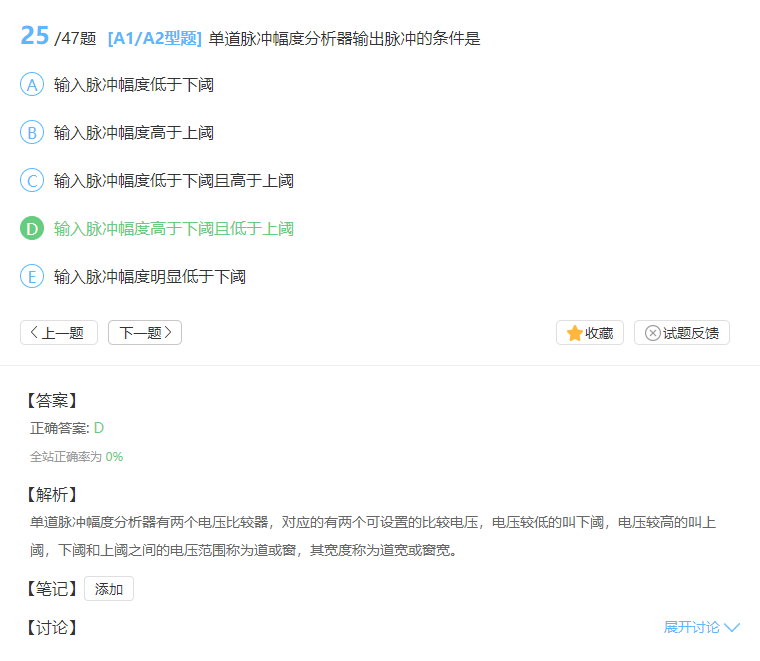 25 /47题 [A1/A2型题] 单道脉冲幅度分析器输出脉冲的条件是
A 输入脉冲幅度低于下阈
B 输入脉冲幅度高于上阈
C 输入脉冲幅度低于下阈且高于上阈
D 输入脉冲幅度高于下阈且低于上阈
E 输入脉冲幅度明显低于下阈
上一题 下一题 收藏 试题反馈
【答案】
正确答案: D
全站正确率为 0%
【解析】
单道脉冲幅度分析器有两个电压比较器，对应的有两个可设置的比较电压，电压较低的叫下阈，电压较高的叫上
阈，下阈和上阈之间的电压范围称为道或窗，其宽度称为道宽或窗宽。
【笔记】 添加
【讨论】 展开讨论